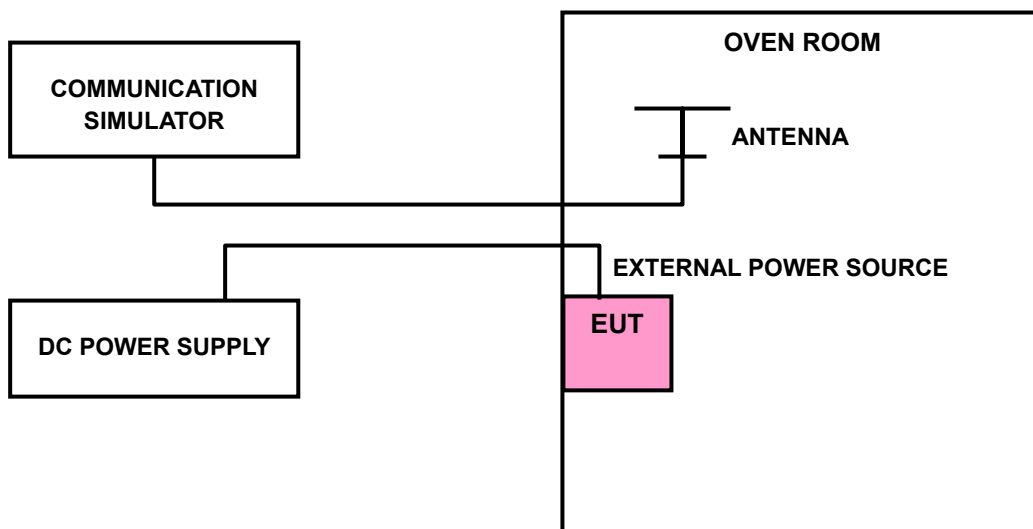 OVEN ROOM
COMMUNICATION
SIMULATOR
ANTENNA
EXTERNAL POWER SOURCE
EUT
DC POWER SUPPLY